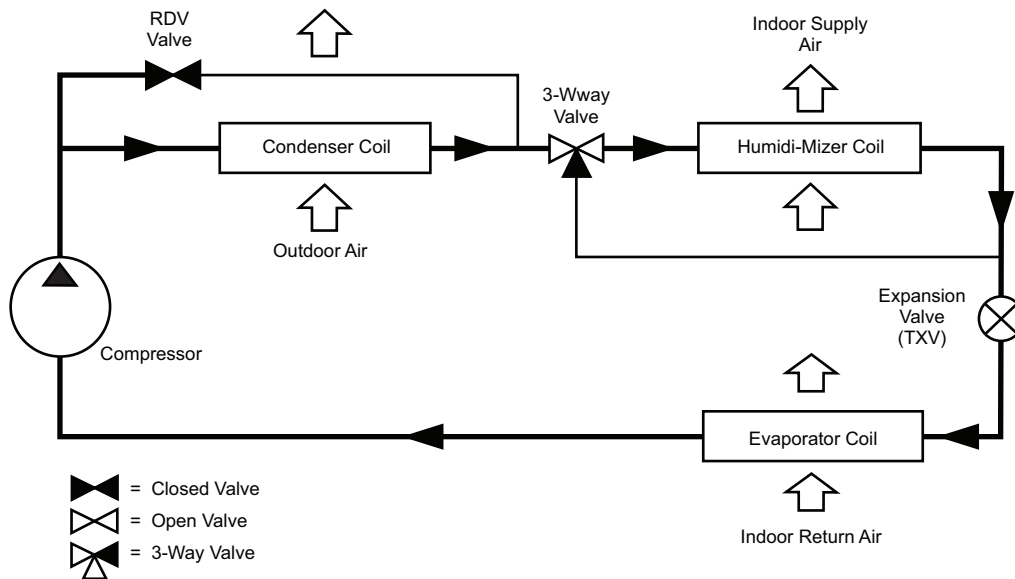 RDV
Valve
Indoor Supply
Air
3-Wway
Valve
Condenser Coil
Humidi-Mizer Coil
Outdoor Air
Expansion
Valve
(TXV)
Compressor
Evaporator Coil
= Closed Valve
= Open Valve
= 3-Way Valve
Indoor Return Air